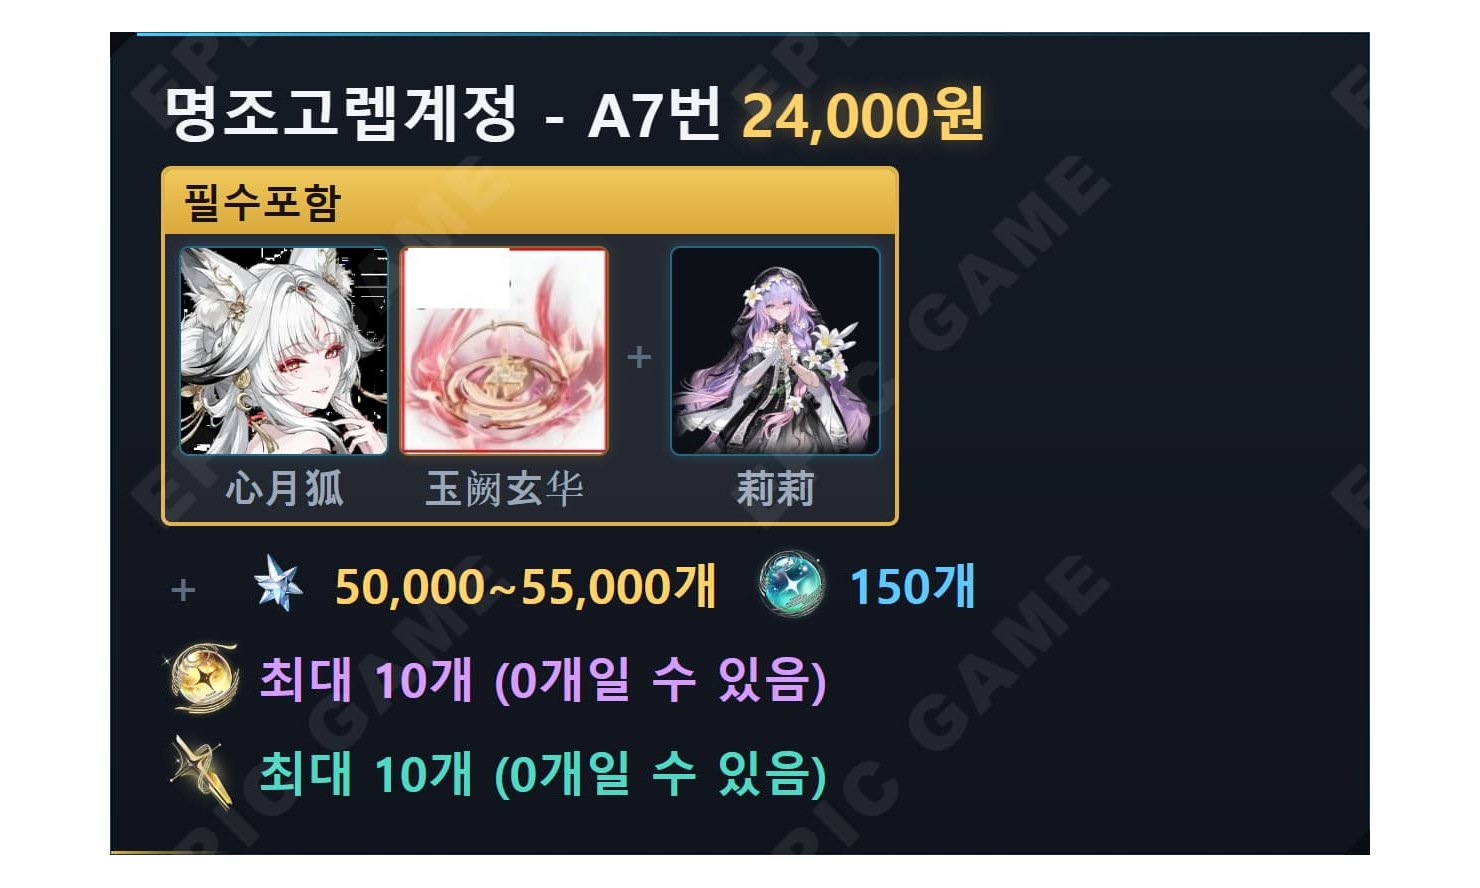 명조고렙계정 - A7번 24,000원
필수포함
+
心月狐 玉阙玄华 莉莉
+ 50,000~55,000개 150개
최대 10개 (0개일 수 있음)
최대 10개 (0개일 수 있음)
EPIC GAME